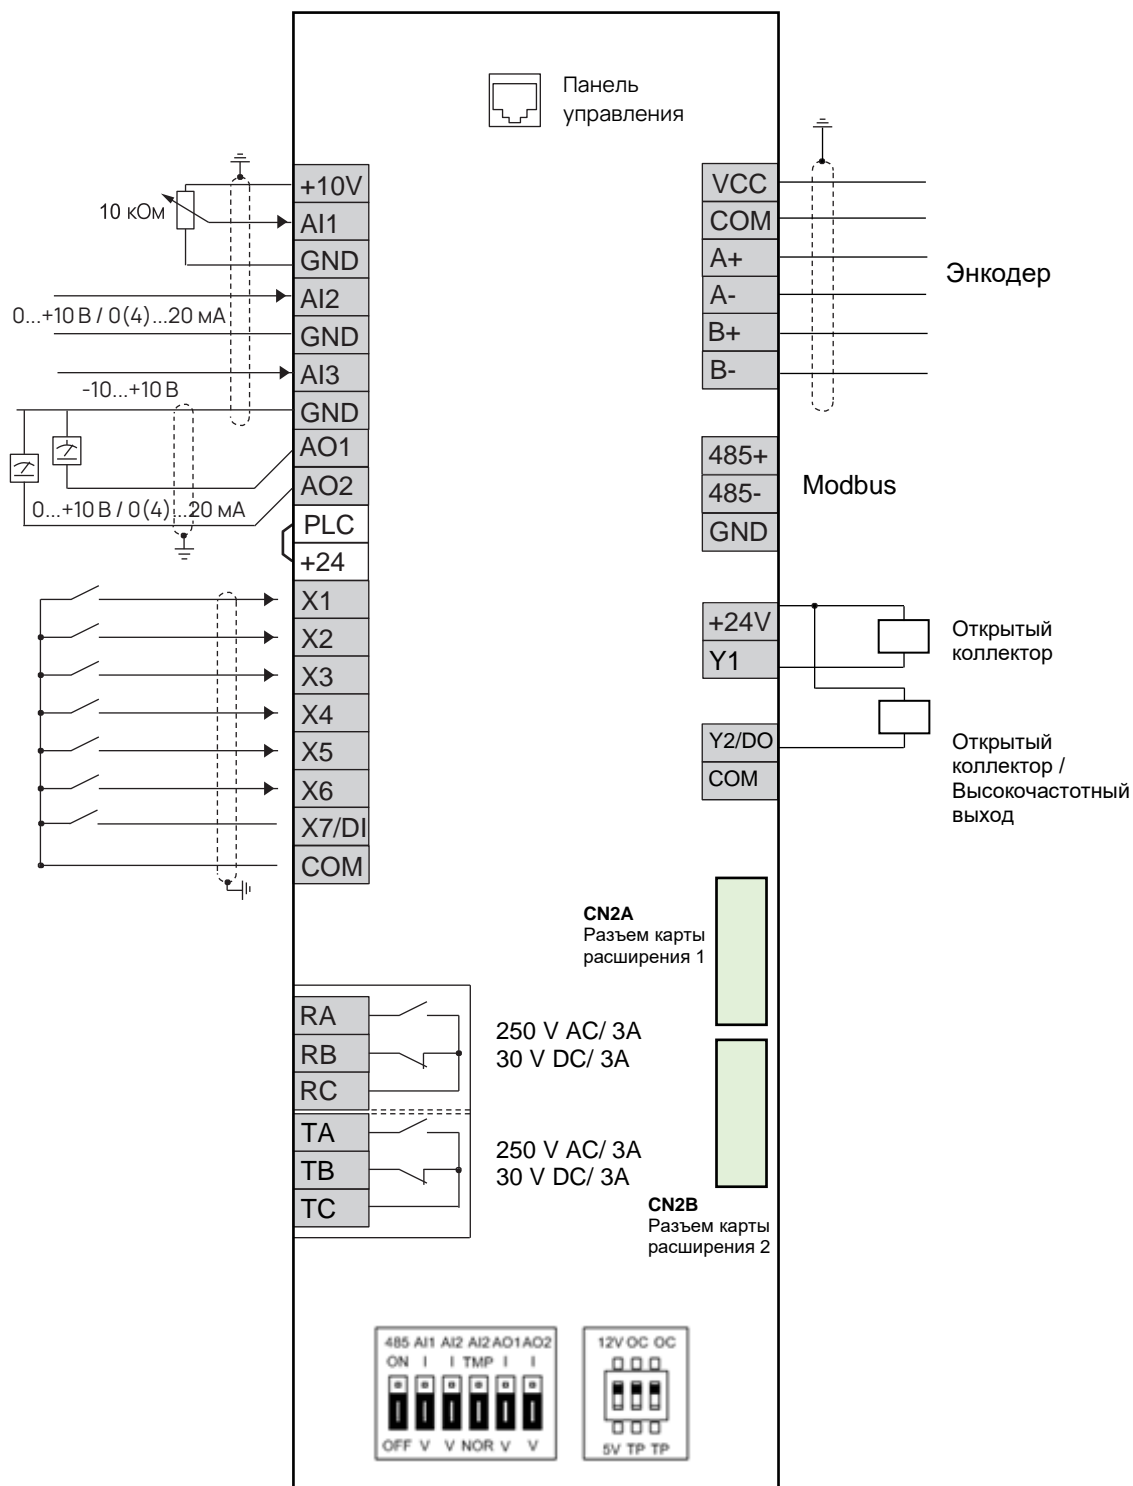 Панель
управления
+10V
10 кОм
AI1
GND
AI2
0...+10 В / 0(4)...20 мА
GND
AI3
-10...+10 В
GND
AO1
AO2
0...+10 В / 0(4)...20 мА
PLC
+24
X1
X2
X3
X4
X5
X6
X7/DI
COM
VCC
COM
A+
A-
B+
B-
Энкодер
485+
485-
GND
Modbus
+24V
Y1
Открытый
коллектор
Y2/DO
COM
Открытый
коллектор /
Высокочастотный
выход
CN2A
Разъем карты
расширения 1
RA
RB
RC
250 V AC/ 3A
30 V DC/ 3A
TA
TB
TC
250 V AC/ 3A
30 V DC/ 3A
CN2B
Разъем карты
расширения 2
485 AI1 AI2 AI2 AO1 AO2
ON I I TMP I I
OFF V V NOR V V
12V OC OC
5V TP TP